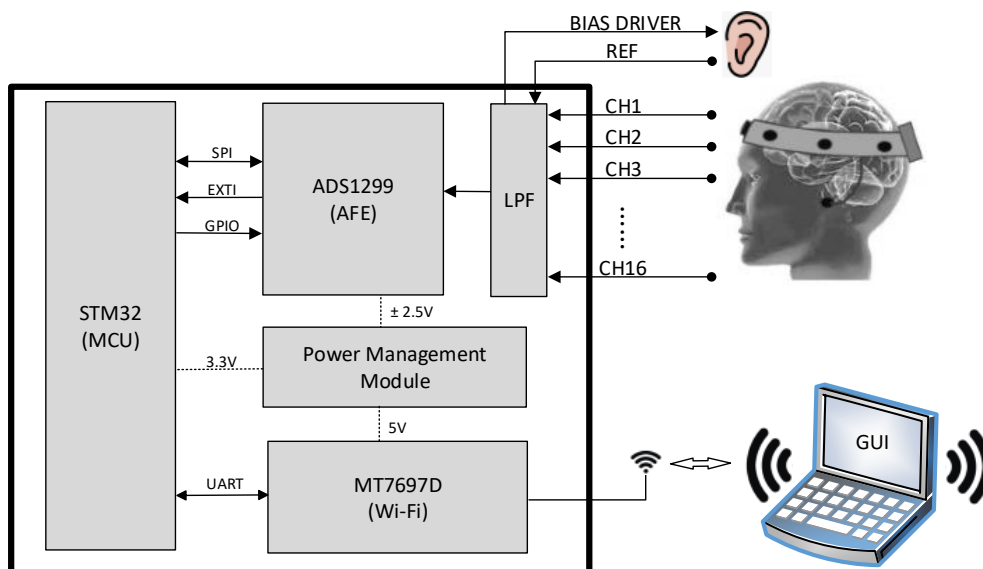 BIAS DRIVER
REF
CH1
CH2
CH3
CH16
LPF
SPI
EXTI
GPIO
ADS1299
(AFE)
STM32
(MCU)
± 2.5V
3.3V
Power Management
Module
5V
UART
MT7697D
(Wi-Fi)
GUI